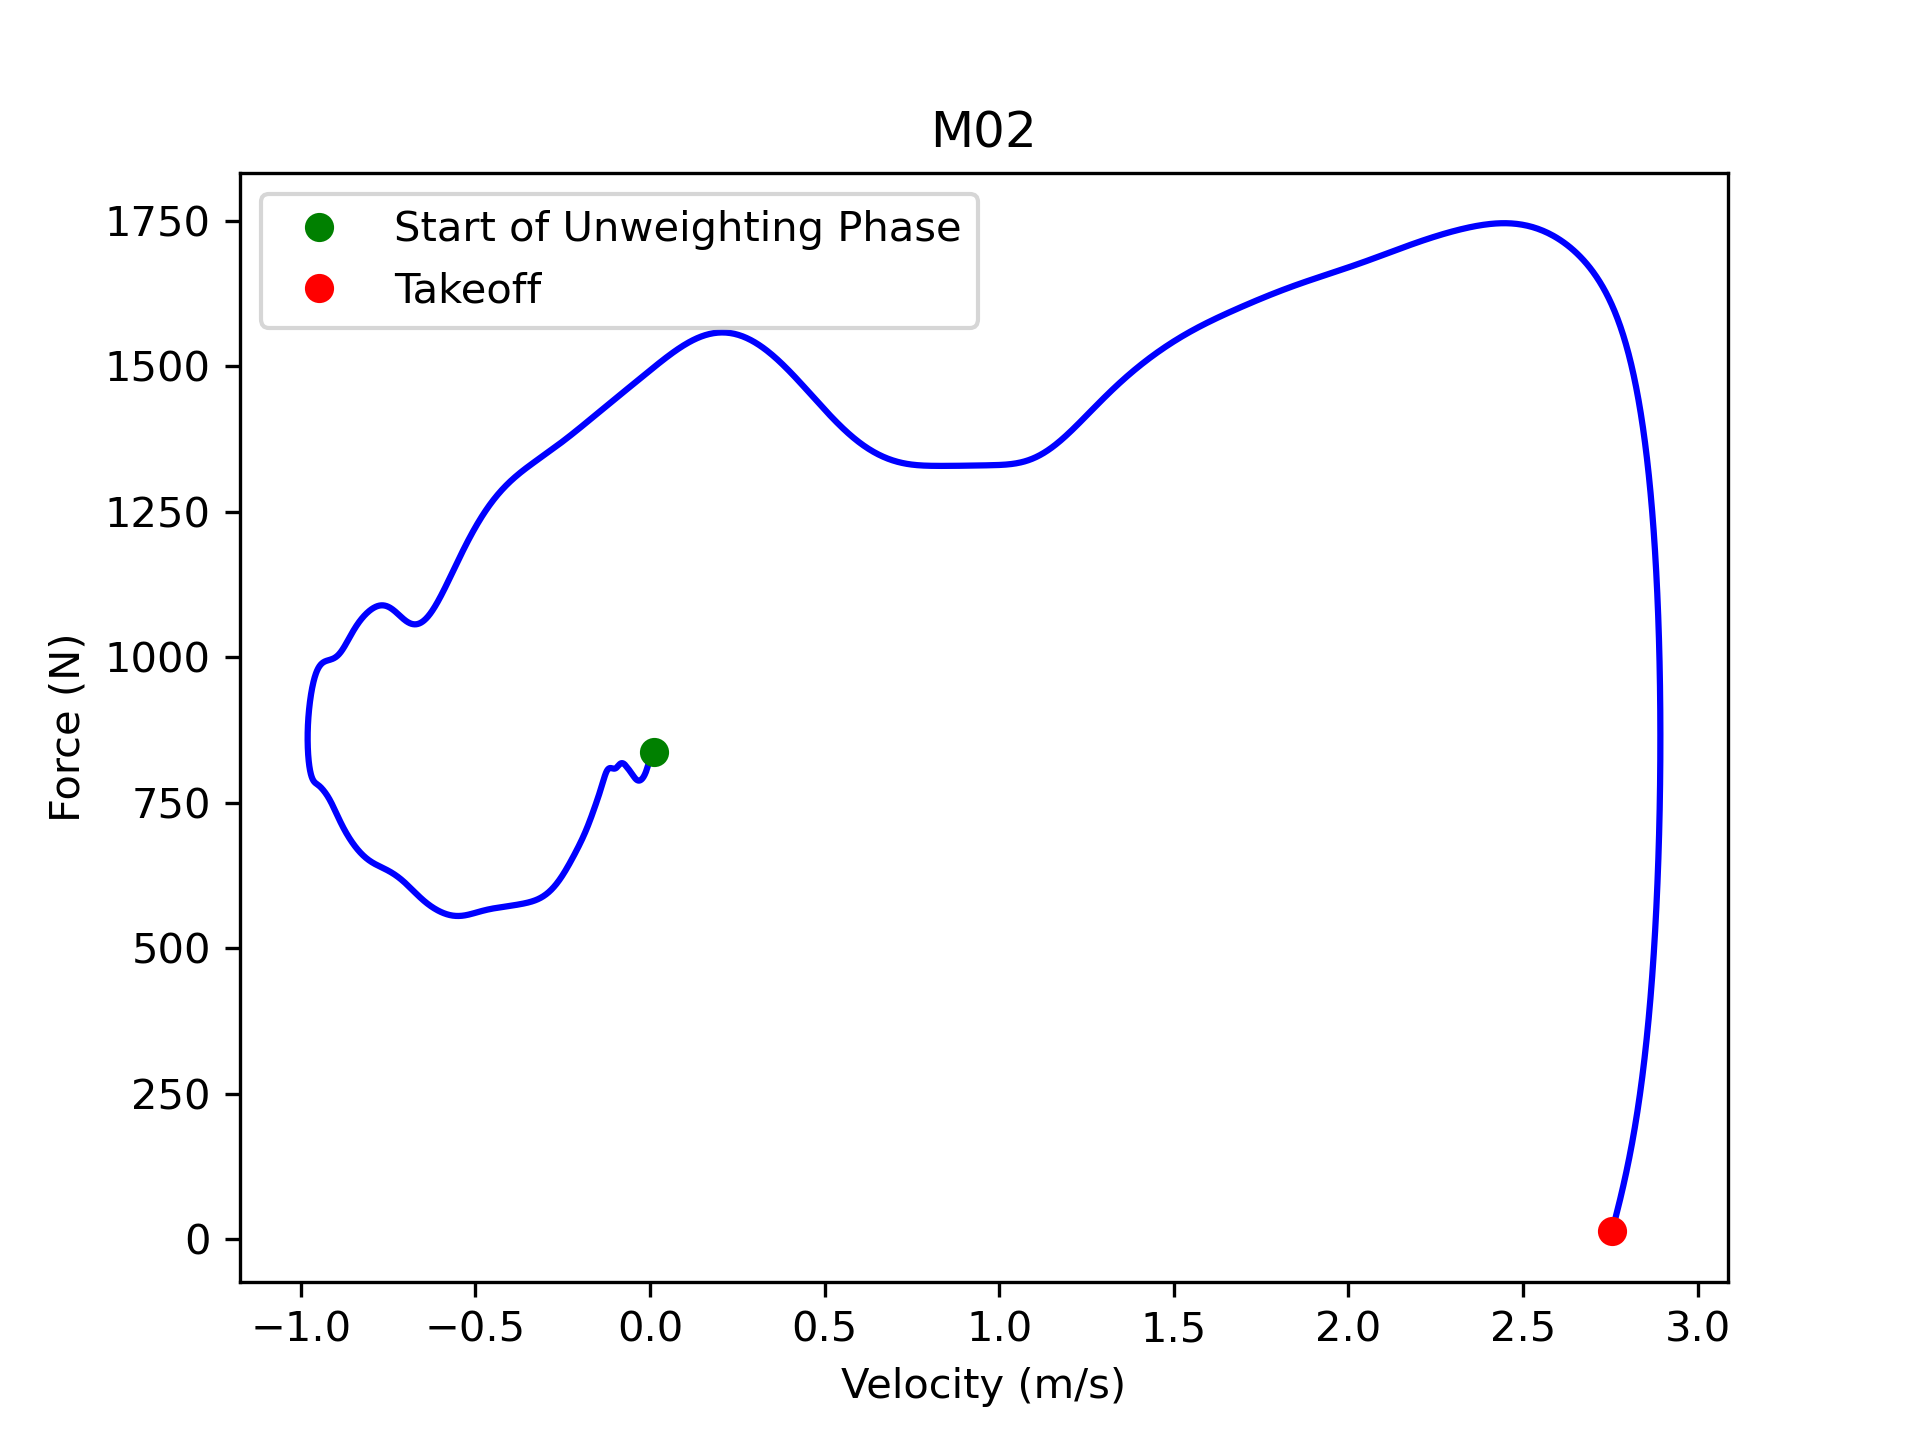 M02
Start of Unweighting Phase
Takeoff
1750
1500
1250
1000
750
500
250
0
Force (N)
−1.0 −0.5 0.0 0.5 1.0 1.5 2.0 2.5 3.0
Velocity (m/s)